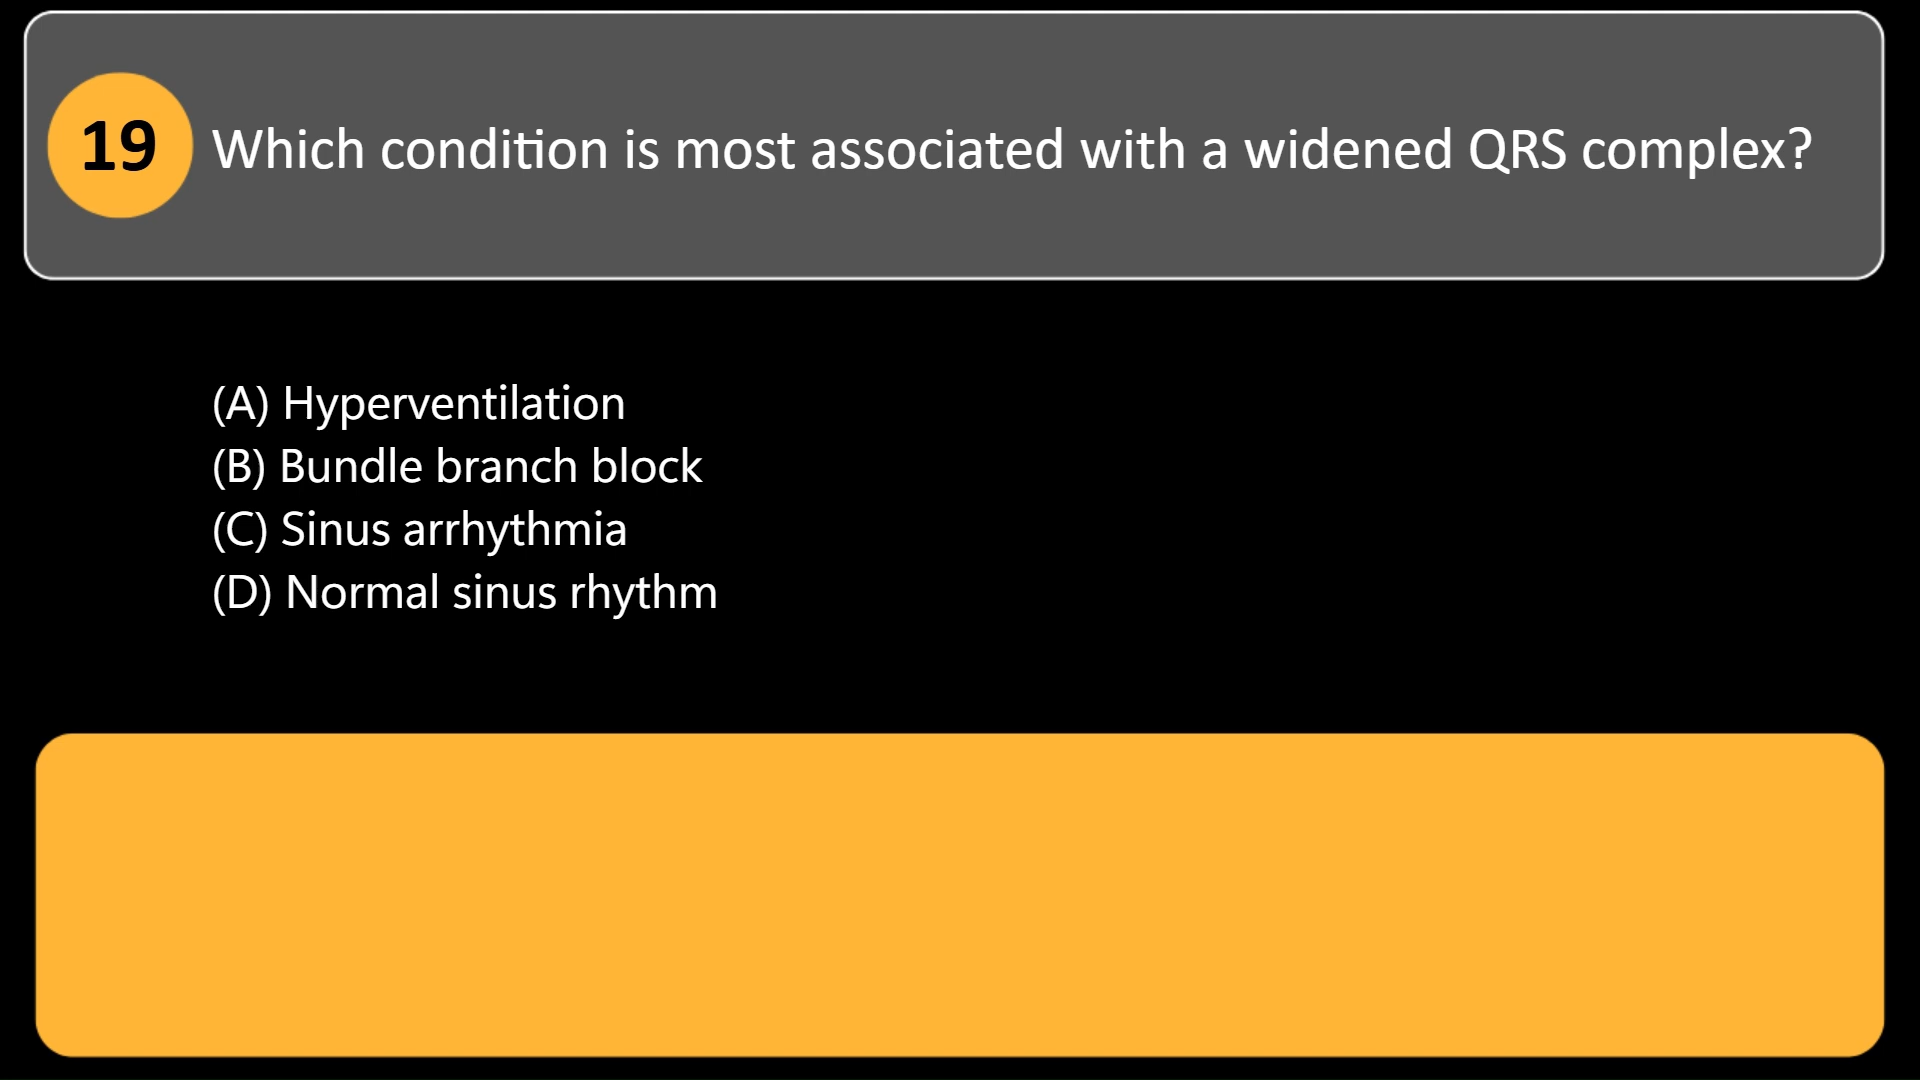 19
Which condition is most associated with a widened QRS complex?
(A) Hyperventilation
(B) Bundle branch block
(C) Sinus arrhythmia
(D) Normal sinus rhythm